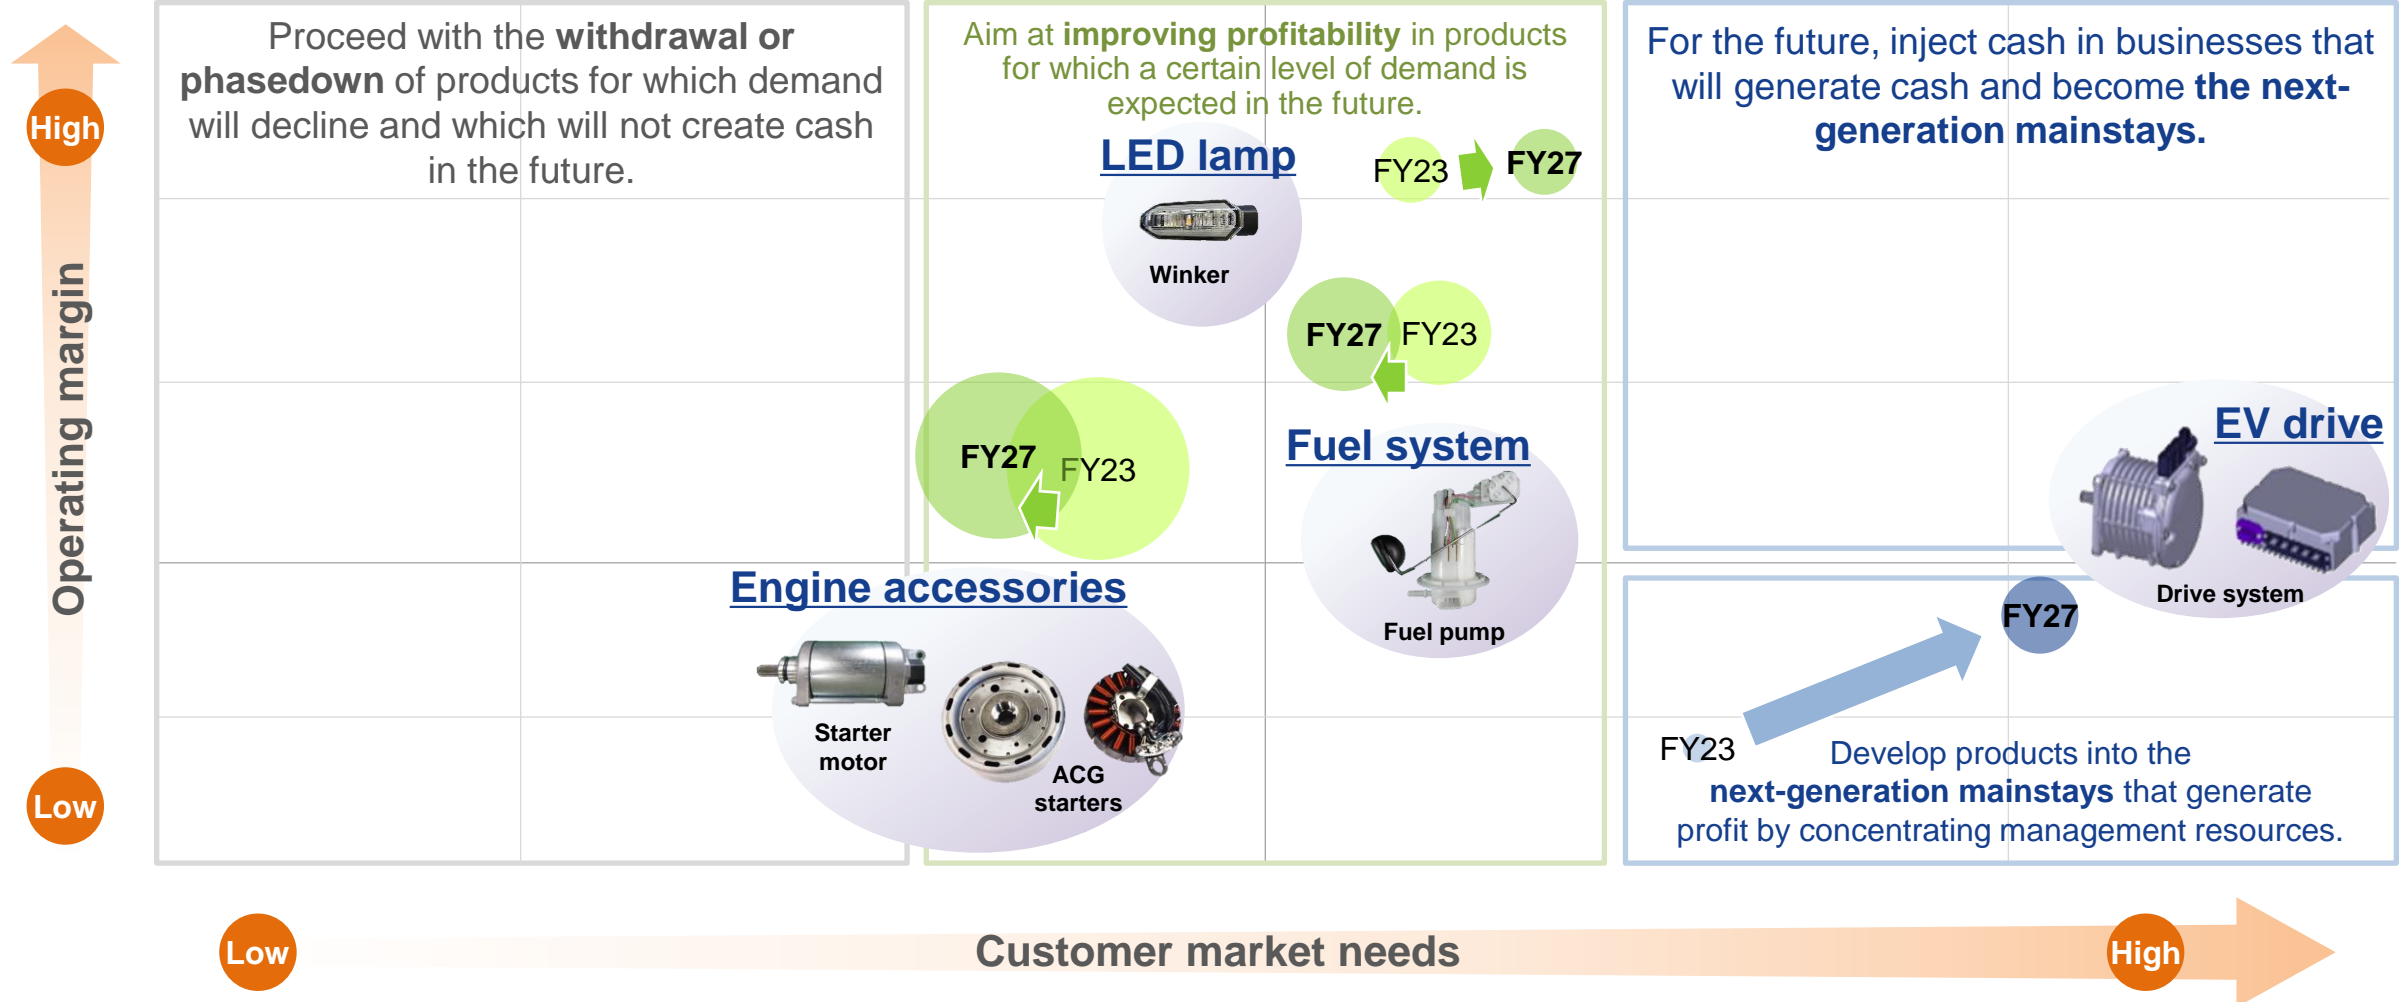 Proceed with the withdrawal or
phasedown of products for which demand
will decline and which will not create cash
in the future.
Aim at improving profitability in products
for which a certain level of demand is
expected in the future.
For the future, inject cash in businesses that
will generate cash and become the next-
generation mainstays.
High
Operating margin
Low
LED lamp
Winker
FY23
FY27
FY27
FY23
FY27
FY23
Fuel system
Fuel pump
EV drive
Drive system
Engine accessories
Starter
motor
ACG
starters
FY27
FY23
Develop products into the
next-generation mainstays that generate
profit by concentrating management resources.
Low
Customer market needs
High